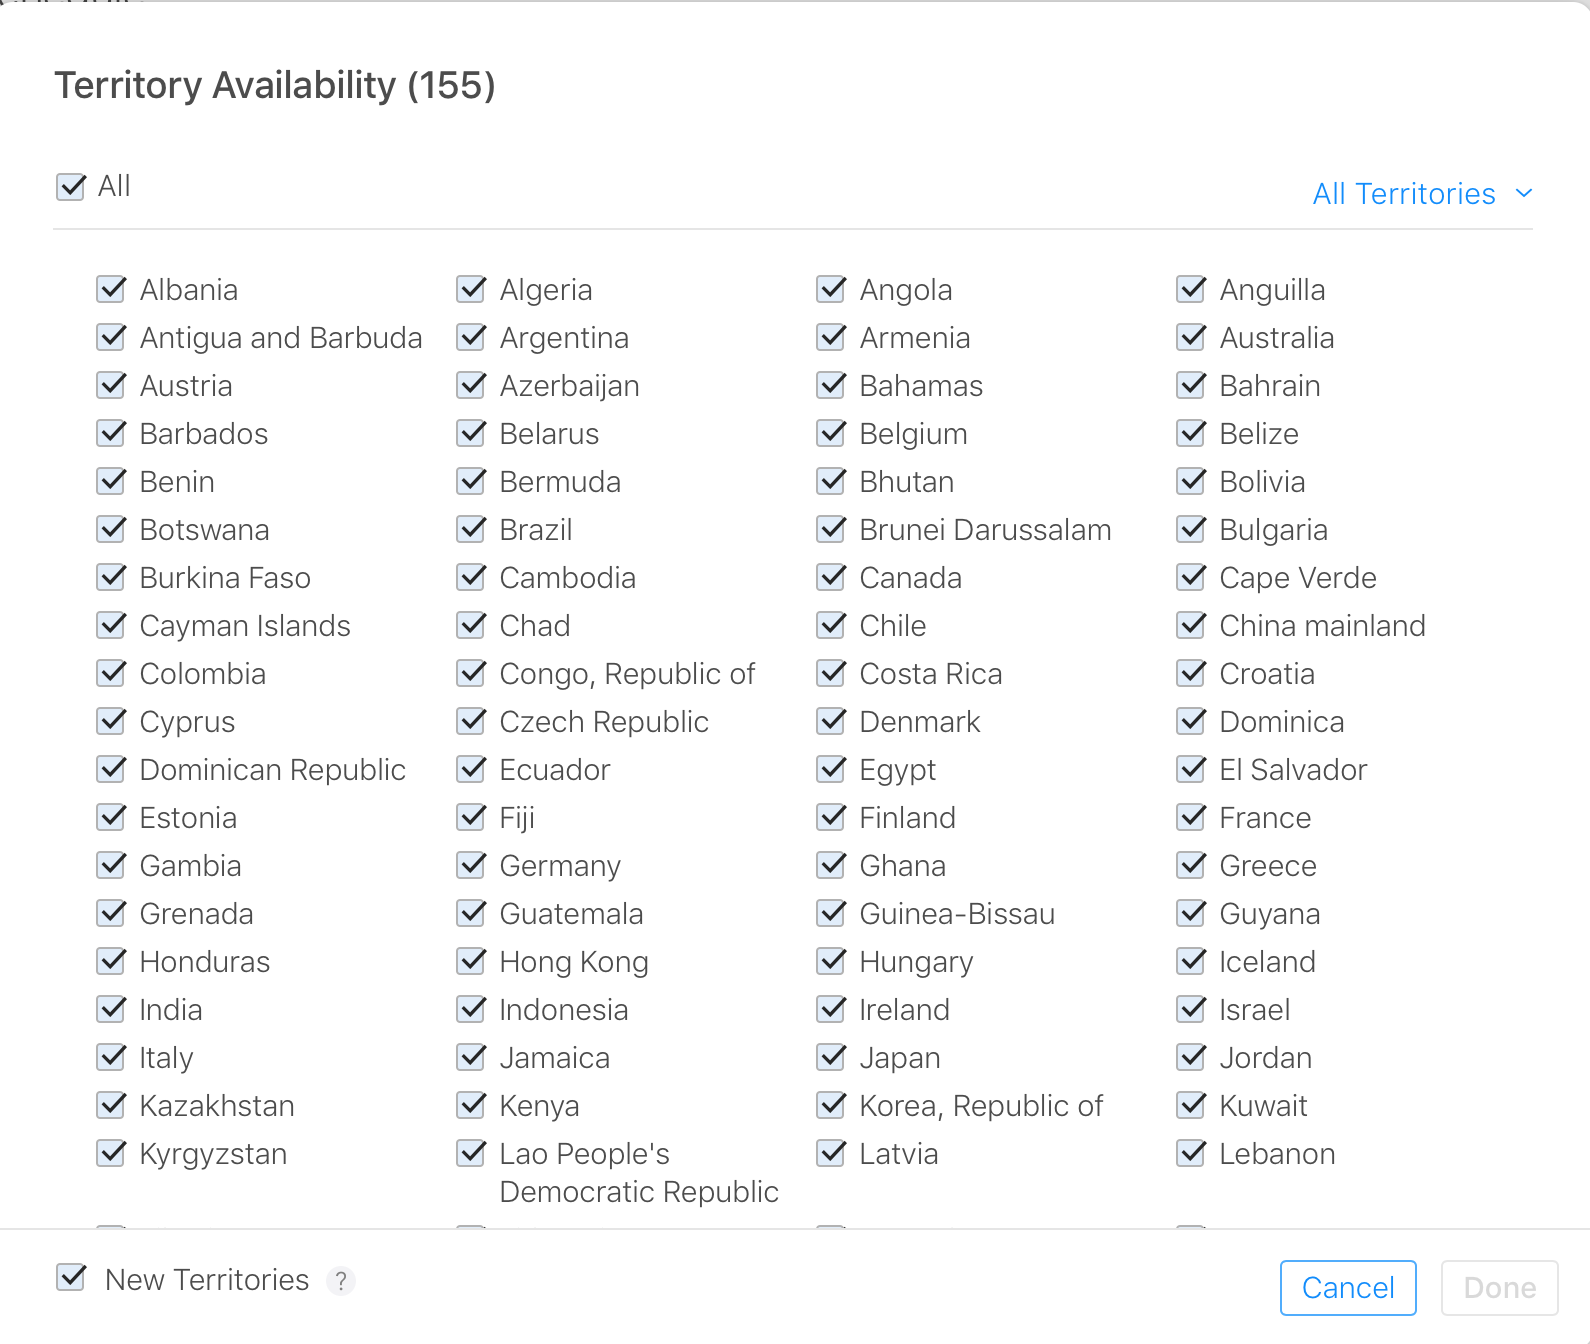 Territory Availability (155)
All
All Territories
Albania Algeria Angola Anguilla
Antigua and Barbuda Argentina Armenia Australia
Austria Azerbaijan Bahamas Bahrain
Barbados Belarus Belgium Belize
Benin Bermuda Bhutan Bolivia
Botswana Brazil Brunei Darussalam Bulgaria
Burkina Faso Cambodia Canada Cape Verde
Cayman Islands Chad Chile China mainland
Colombia Congo, Republic of Costa Rica Croatia
Cyprus Czech Republic Denmark Dominica
Dominican Republic Ecuador Egypt El Salvador
Estonia Fiji Finland France
Gambia Germany Ghana Greece
Grenada Guatemala Guinea-Bissau Guyana
Honduras Hong Kong Hungary Iceland
India Indonesia Ireland Israel
Italy Jamaica Japan Jordan
Kazakhstan Kenya Korea, Republic of Kuwait
Kyrgyzstan Lao People's Latvia Lebanon
Democratic Republic
New Territories ?
Cancel Done